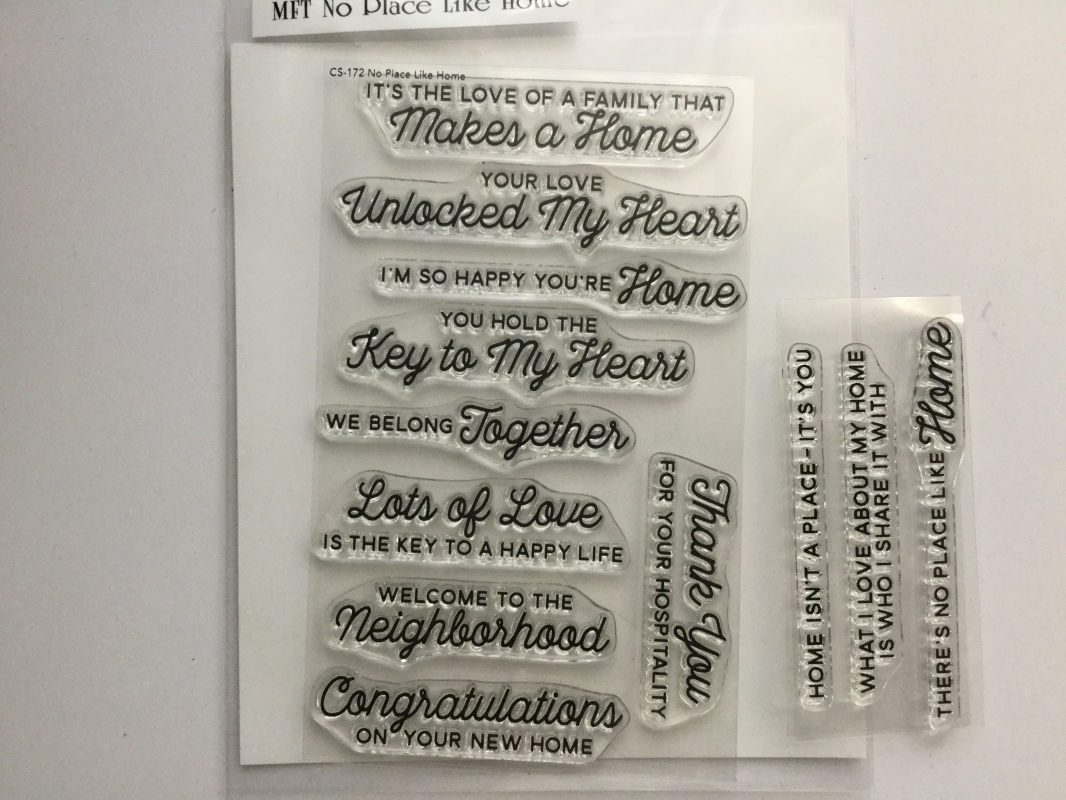 MFT No Place Like Home
CS-172 No Place Like Home
IT'S THE LOVE OF A FAMILY THAT
Makes a Home
YOUR LOVE
Unlocked My Heart
I'M SO HAPPY YOU'RE Home
YOU HOLD THE
Key to My Heart
WE BELONG Together
Lots of Love
IS THE KEY TO A HAPPY LIFE
WELCOME TO THE
Neighborhood
Congratulations
ON YOUR NEW HOME
Thank You
FOR YOUR HOSPITALITY
HOME ISN'T A PLACE - IT'S YOU
WHAT I LOVE ABOUT MY HOME
IS WHO I SHARE IT WITH
THERE'S NO PLACE LIKE Home